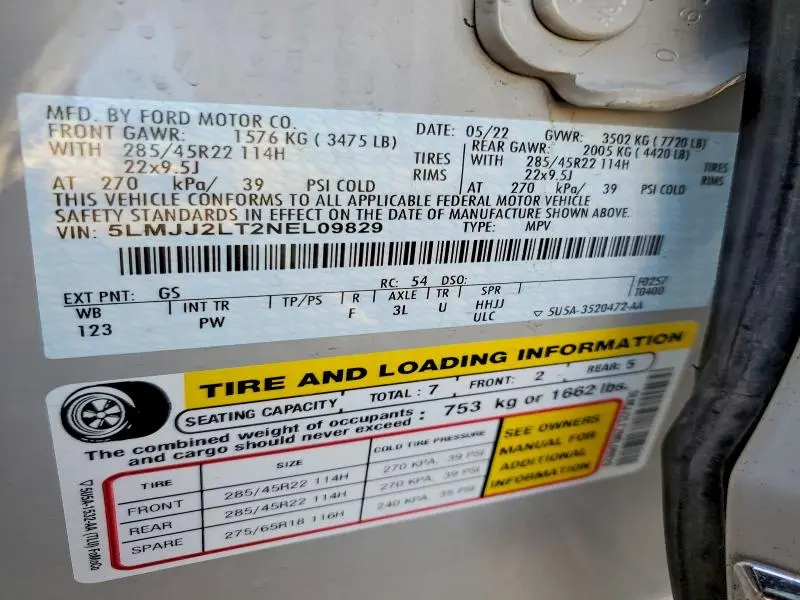 MFD. BY FORD MOTOR CO.
DATE: 05/22 GVWR: 3502 KG ( 7720 LB)
FRONT GAWR: 1576 KG ( 3475 LB) REAR GAWR: 2005 KG ( 4420 LB)
WITH 285/45R22 114H TIRES WITH 285/45R22 114H TIRES
22x9.5J RIMS 22x9.5J RIMS
AT 270 kPa/ 39 PSI COLD AT 270 kPa/ 39 PSI COLD
THIS VEHICLE CONFORMS TO ALL APPLICABLE FEDERAL MOTOR VEHICLE
SAFETY STANDARDS IN EFFECT ON THE DATE OF MANUFACTURE SHOWN ABOVE.
VIN: 5LMJJ2LT2NEL09829 TYPE: MPV
EXT PNT: GS RC: 54 DSO: F0257
T0400
WB INT TR TP/PS R AXLE TR SPR
123 PW F 3L U HHJJ
ULC ▽ 5U5A-3520472-AA
TIRE AND LOADING INFORMATION
SEATING CAPACITY TOTAL : 7 FRONT: 2 REAR: 5
The combined weight of occupants and cargo should never exceed : 753 kg or 1662 lbs.
TIRE SIZE COLD TIRE PRESSURE
FRONT 285/45R22 114H 270 KPA, 39 PSI
REAR 285/45R22 114H 270 KPA, 39 PSI
SPARE 275/65R18 116H 240 KPA, 35 PSI
SEE OWNERS
MANUAL FOR
ADDITIONAL
INFORMATION
▽ 5U5A-1532-AA (TLU) FoMoCo